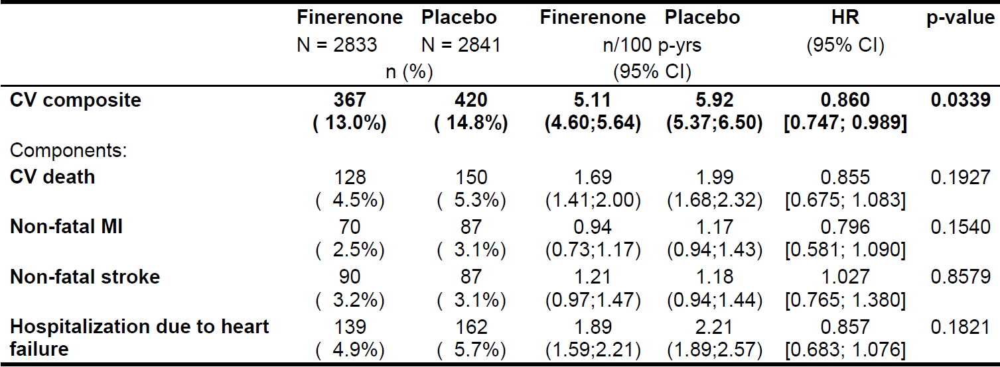 Finerenone Placebo Finerenone Placebo HR p-value
N = 2833 N = 2841 n/100 p-yrs (95% CI)
n (%) (95% CI)
CV composite 367 420 5.11 5.92 0.860 0.0339
( 13.0%) ( 14.8%) (4.60;5.64) (5.37;6.50) [0.747; 0.989]
Components:
CV death 128 150 1.69 1.99 0.855 0.1927
( 4.5%) ( 5.3%) (1.41;2.00) (1.68;2.32) [0.675; 1.083]
Non-fatal MI 70 87 0.94 1.17 0.796 0.1540
( 2.5%) ( 3.1%) (0.73;1.17) (0.94;1.43) [0.581; 1.090]
Non-fatal stroke 90 87 1.21 1.18 1.027 0.8579
( 3.2%) ( 3.1%) (0.97;1.47) (0.94;1.44) [0.765; 1.380]
Hospitalization due to heart 139 162 1.89 2.21 0.857 0.1821
failure ( 4.9%) ( 5.7%) (1.59;2.21) (1.89;2.57) [0.683; 1.076]